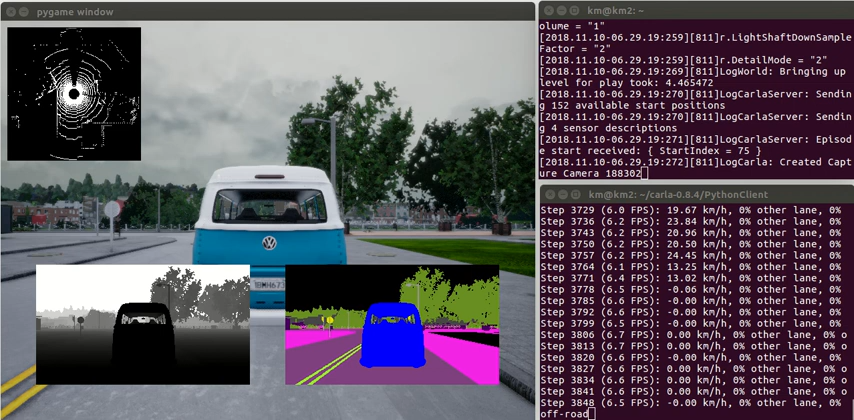 pygame window
km@km2: ~
olume = "1"
[2018.11.10-06.29.19:259][811]r.LightShaftDownSample
Factor = "2"
[2018.11.10-06.29.19:259][811]r.DetailMode = "2"
[2018.11.10-06.29.19:269][811]LogWorld: Bringing up
level for play took: 4.465472
[2018.11.10-06.29.19:270][811]LogCarlaServer: Sendin
g 152 available start positions
[2018.11.10-06.29.19:270][811]LogCarlaServer: Sendin
g 4 sensor descriptions
[2018.11.10-06.29.19:271][811]LogCarlaServer: Episod
e start received: { StartIndex = 75 }
[2018.11.10-06.29.19:272][811]LogCarla: Created Capt
ure Camera 188302
km@km2: ~/carla-0.8.4/PythonClient
Step 3729 (6.0 FPS): 19.67 km/h, 0% other lane, 0%
Step 3736 (6.2 FPS): 23.84 km/h, 0% other lane, 0%
Step 3743 (6.2 FPS): 20.96 km/h, 0% other lane, 0%
Step 3750 (6.2 FPS): 20.50 km/h, 0% other lane, 0%
Step 3757 (6.2 FPS): 24.45 km/h, 0% other lane, 0%
Step 3764 (6.1 FPS): 13.25 km/h, 0% other lane, 0%
Step 3771 (6.4 FPS): 13.02 km/h, 0% other lane, 0%
Step 3778 (6.5 FPS): -0.06 km/h, 0% other lane, 0%
Step 3785 (6.6 FPS): -0.00 km/h, 0% other lane, 0%
Step 3792 (6.6 FPS): -0.00 km/h, 0% other lane, 0%
Step 3799 (6.5 FPS): -0.00 km/h, 0% other lane, 0%
Step 3806 (6.7 FPS): 0.00 km/h, 0% other lane, 0% o
Step 3813 (6.7 FPS): 0.00 km/h, 0% other lane, 0% o
Step 3820 (6.6 FPS): -0.00 km/h, 0% other lane, 0%
Step 3827 (6.6 FPS): 0.00 km/h, 0% other lane, 0% o
Step 3834 (6.6 FPS): 0.00 km/h, 0% other lane, 0% o
Step 3841 (6.6 FPS): 0.00 km/h, 0% other lane, 0% o
Step 3848 (6.5 FPS): -0.00 km/h, 0% other lane, 0%
off-road